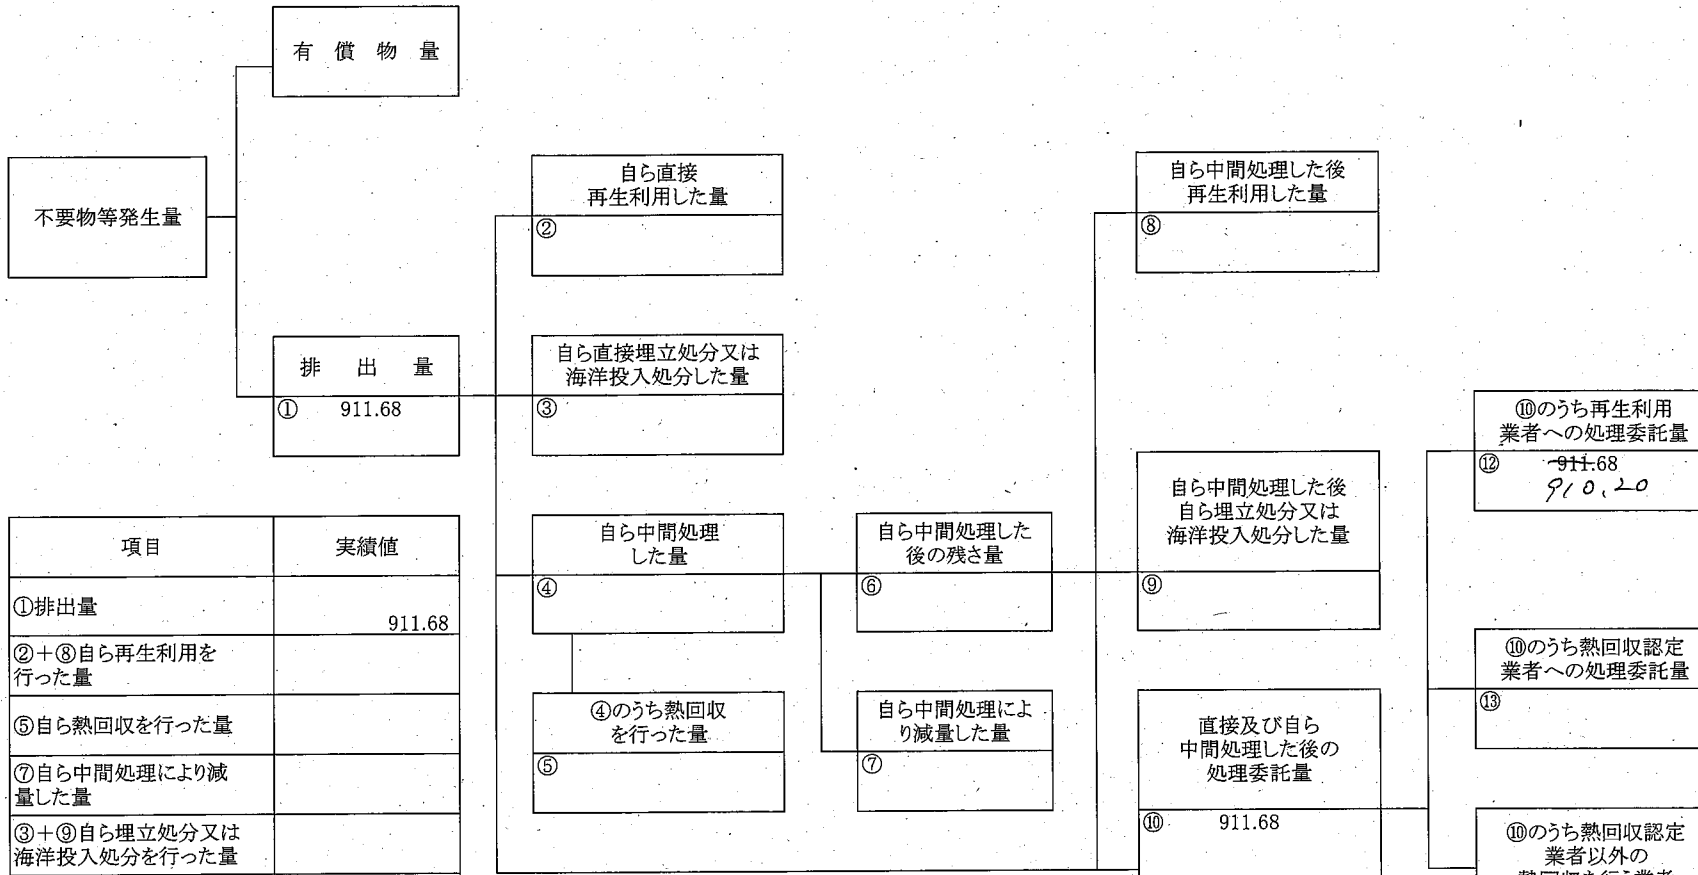 有償物量
不要物等発生量
排出量
① 911.68
自ら直接
再生利用した量
②
自ら直接埋立処分又は
海洋投入処分した量
③
自ら中間処理
した量
④
④のうち熱回収
を行った量
⑤
自ら中間処理した
後の残さ量
⑥
自ら中間処理によ
り減量した量
⑦
自ら中間処理した後
再生利用した量
⑧
自ら中間処理した後
自ら埋立処分又は
海洋投入処分した量
⑨
直接及び自ら
中間処理した後の
処理委託量
⑩ 911.68
⑩のうち再生利用
業者への処理委託量
⑫ 911.68
910.20
⑩のうち熱回収認定
業者への処理委託量
⑬
⑩のうち熱回収認定
業者以外の
熱回収を行う業者
項目 実績値
①排出量 911.68
②+⑧自ら再生利用を
行った量
⑤自ら熱回収を行った量
⑦自ら中間処理により減
量した量
③+⑨自ら埋立処分又は
海洋投入処分を行った量